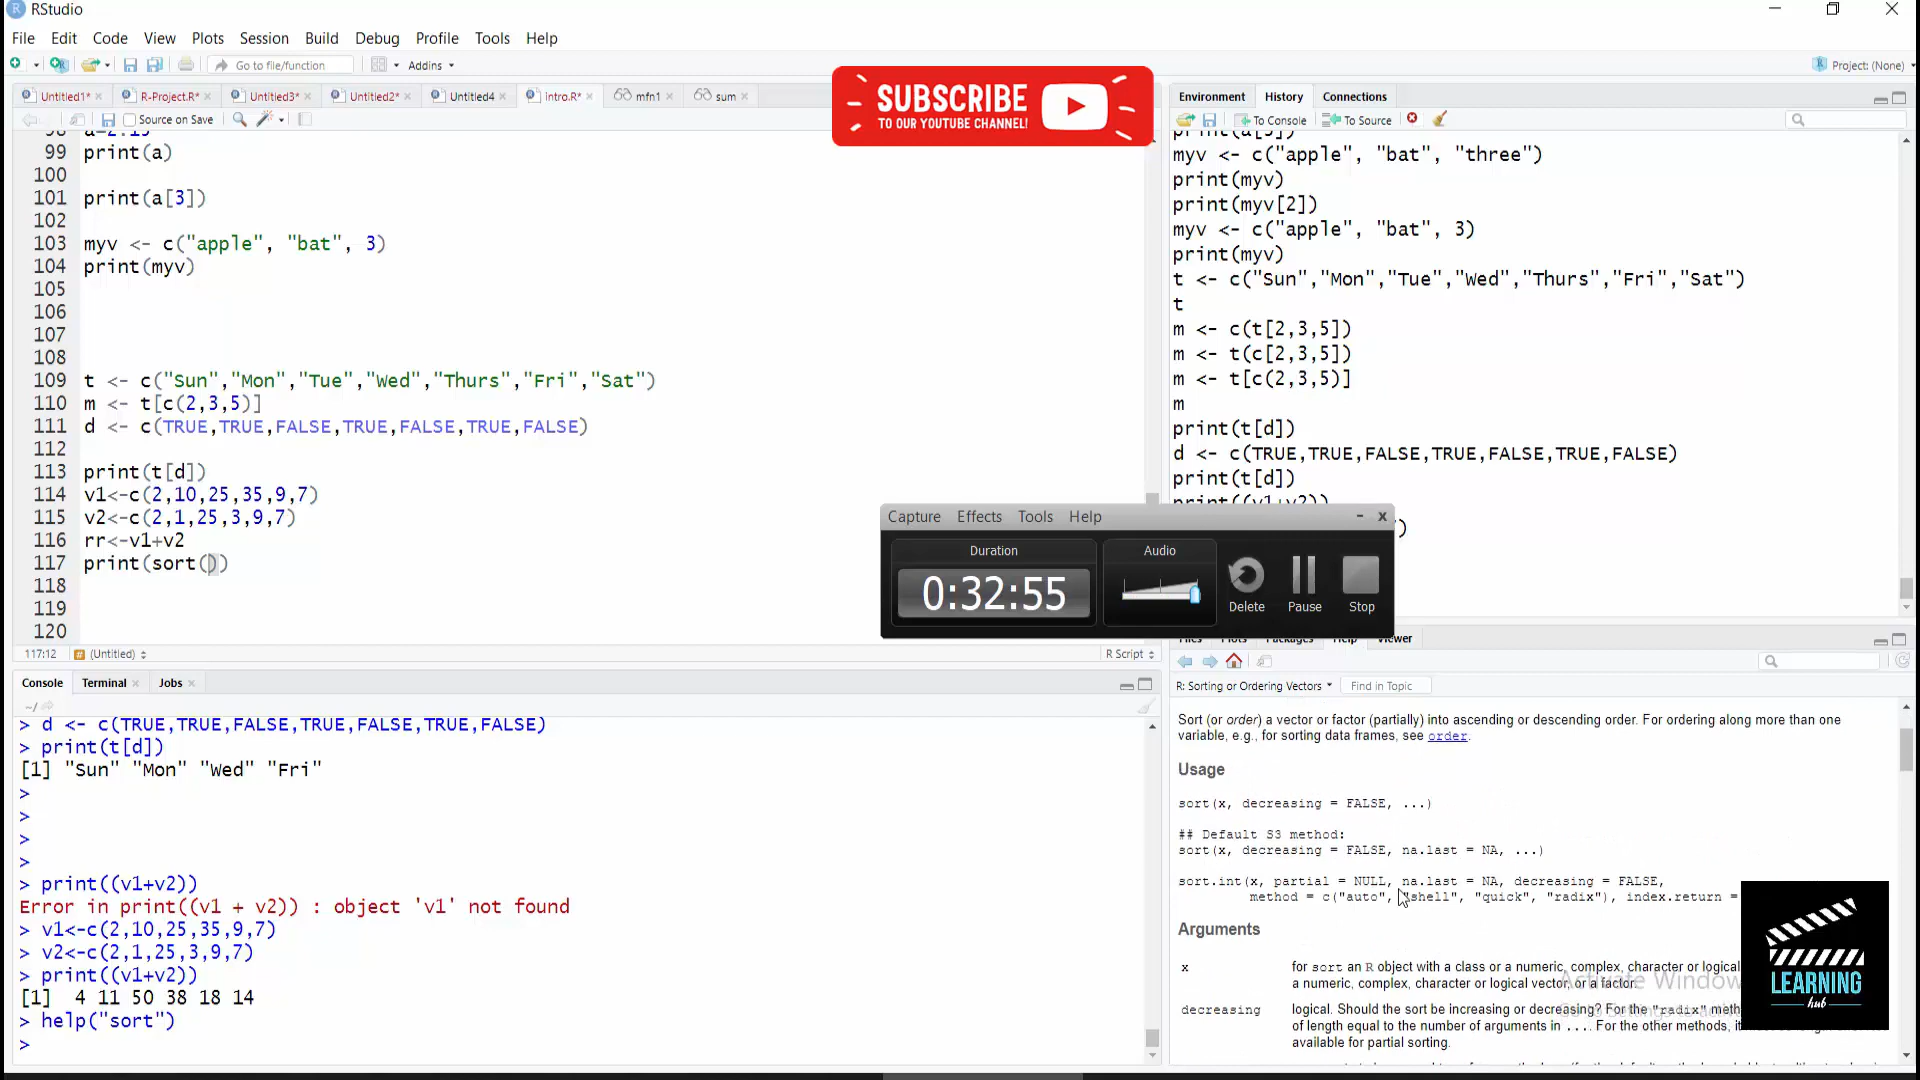 RStudio
File Edit Code View Plots Session Build Debug Profile Tools Help
Go to file/function
Addins
Project: (None)
Untitled1* R-Project.R* Untitled3* Untitled2* Untitled4 Intro.R* mfn1 sum
Source on Save
99 print(a)
100
101 print(a[3])
102
103 myv <- c("apple", "bat", 3)
104 print(myv)
105
106
107
108
109 t <- c("Sun","Mon","Tue","Wed","Thurs","Fri","Sat")
110 m <- t[c(2,3,5)]
111 d <- c(TRUE,TRUE,FALSE,TRUE,FALSE,TRUE,FALSE)
112
113 print(t[d])
114 v1<-c(2,10,25,35,9,7)
115 v2<-c(2,1,25,3,9,7)
116 rr<-v1+v2
117 print(sort())
118
119
120
117:12 (Untitled) R Script
SUBSCRIBE
TO OUR YOUTUBE CHANNEL!
Environment History Connections
To Console To Source
print(a[3])
myv <- c("apple", "bat", "three")
print(myv)
print(myv[2])
myv <- c("apple", "bat", 3)
print(myv)
t <- c("Sun","Mon","Tue","Wed","Thurs","Fri","Sat")
t
m <- c(t[2,3,5])
m <- t(c[2,3,5])
m <- t[c(2,3,5)]
m
print(t[d])
d <- c(TRUE,TRUE,FALSE,TRUE,FALSE,TRUE,FALSE)
print(t[d])
print((v1+v2))
Capture Effects Tools Help
Duration
0:32:55
Audio
Delete Pause Stop
Console Terminal Jobs
~/
> d <- c(TRUE,TRUE,FALSE,TRUE,FALSE,TRUE,FALSE)
> print(t[d])
[1] "Sun" "Mon" "Wed" "Fri"
>
>
>
>
> print((v1+v2))
Error in print((v1 + v2)) : object 'v1' not found
> v1<-c(2,10,25,35,9,7)
> v2<-c(2,1,25,3,9,7)
> print((v1+v2))
[1] 4 11 50 38 18 14
> help("sort")
>
Files Plots Packages Help Viewer
R: Sorting or Ordering Vectors Find in Topic
Sort (or order) a vector or factor (partially) into ascending or descending order. For ordering along more than one
variable, e.g., for sorting data frames, see order.
Usage
sort(x, decreasing = FALSE, ...)
## Default S3 method:
sort(x, decreasing = FALSE, na.last = NA, ...)
sort.int(x, partial = NULL, na.last = NA, decreasing = FALSE,
method = c("auto", "shell", "quick", "radix"), index.return =
Arguments
x for sort an R object with a class or a numeric, complex, character or logical
a numeric, complex, character or logical vector, or a factor.
decreasing logical. Should the sort be increasing or decreasing? For the "radix"
of length equal to the number of arguments in .... For the other methods, it
available for partial sorting.
Activate Window
LEARNING
hub